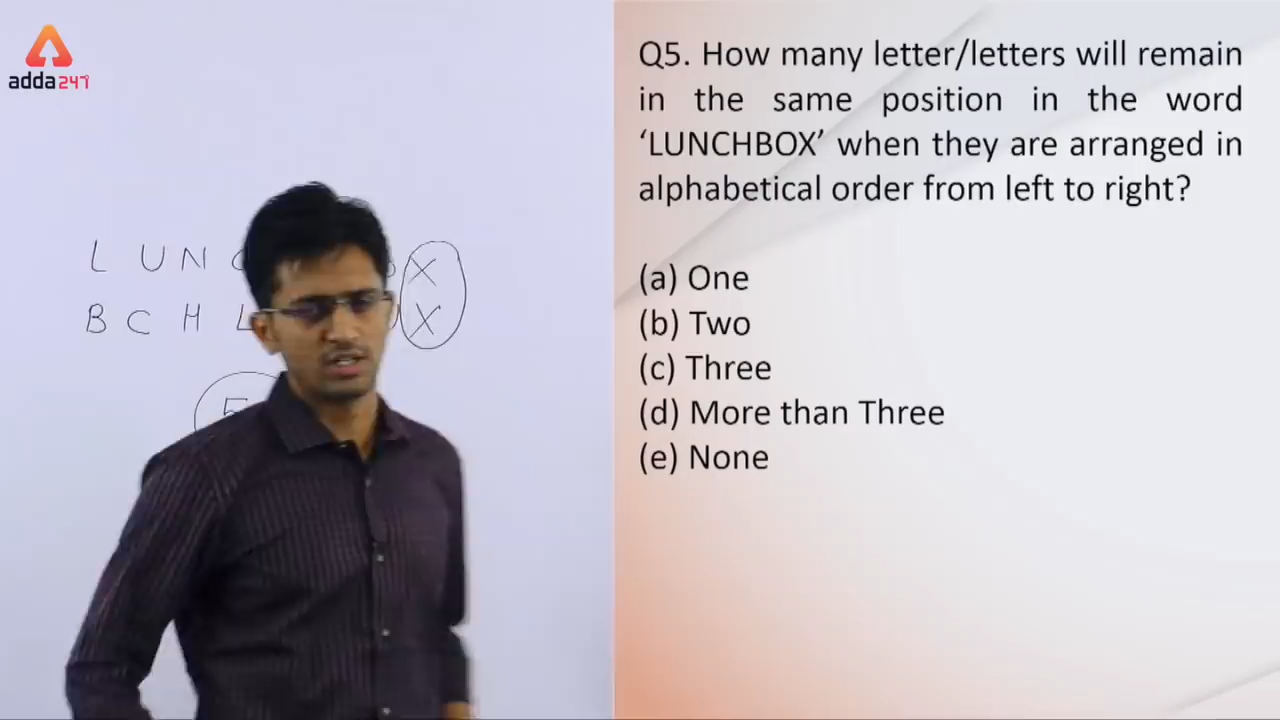 adda247
L U N C X
B C H L X
5
Q5. How many letter/letters will remain
in the same position in the word
‘LUNCHBOX’ when they are arranged in
alphabetical order from left to right?
(a) One
(b) Two
(c) Three
(d) More than Three
(e) None